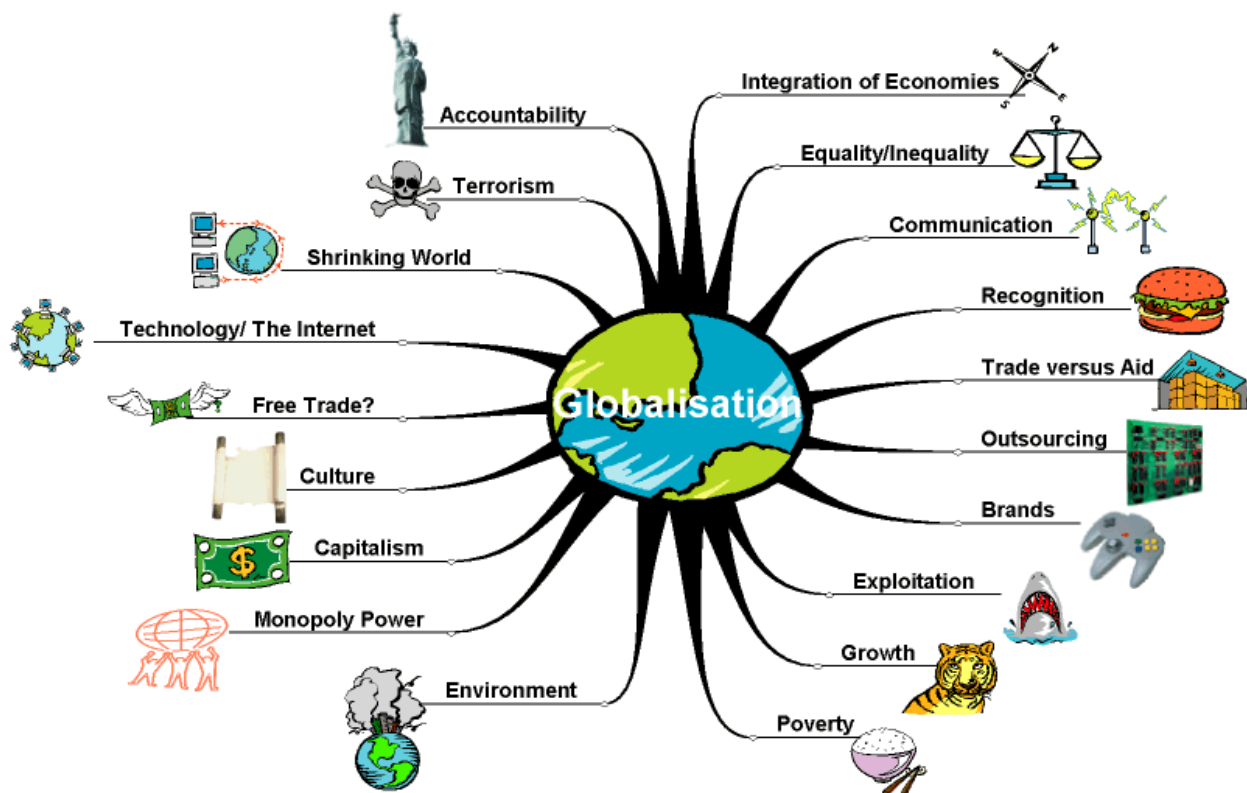 Globalisation
Integration of Economies
Equality/Inequality
Communication
Recognition
Trade versus Aid
Outsourcing
Brands
Exploitation
Growth
Poverty
Environment
Monopoly Power
Capitalism
Culture
Free Trade?
Technology/ The Internet
Shrinking World
Terrorism
Accountability
N
E
S
W
$
?